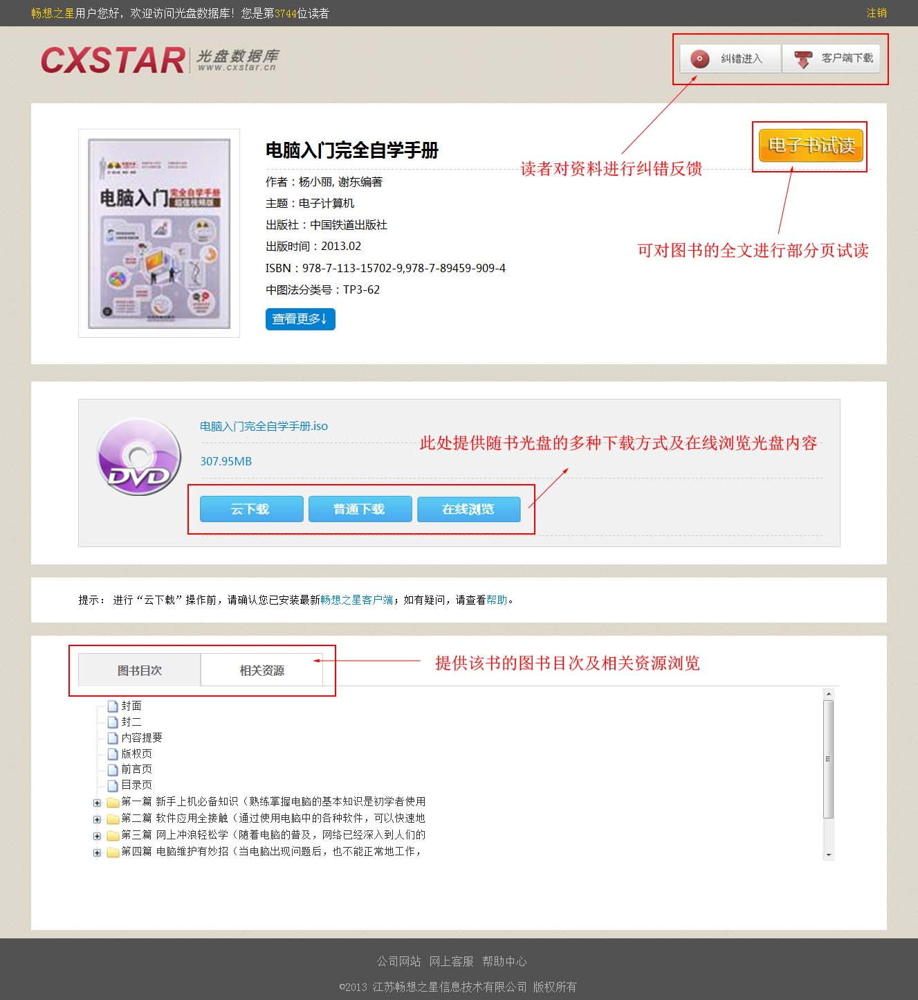 畅想之星用户您好，欢迎访问光盘数据库！您是第3744位读者
注销
CXSTAR 光盘数据库
www.cxstar.cn
纠错进入
客户端下载
电子书试读
电脑入门完全自学手册
读者对资料进行纠错反馈
电脑入门 完全自学手册
超值视频版
作者：杨小丽, 谢东编著
主题：电子计算机
出版社：中国铁道出版社
出版时间：2013.02
可对图书的全文进行部分页试读
ISBN：978-7-113-15702-9,978-7-89459-909-4
中图法分类号：TP3-62
查看更多↓
电脑入门完全自学手册.iso
此处提供随书光盘的多种下载方式及在线浏览光盘内容
307.95MB
DVD
云下载
普通下载
在线浏览
提示： 进行“云下载”操作前，请确认您已安装最新畅想之星客户端；如有疑问，请查看帮助。
图书目次
相关资源
提供该书的图书目次及相关资源浏览
封面
封二
内容提要
版权页
前言页
目录页
第一篇 新手上机必备知识（熟练掌握电脑的基本知识是初学者使用
第二篇 软件应用全接触（通过使用电脑中的各种软件，可以快速地
第三篇 网上冲浪轻松学（随着电脑的普及，网络已经深入到人们的
第四篇 电脑维护有妙招（当电脑出现问题后，也不能正常地工作，
公司网站 网上客服 帮助中心
©2013 江苏畅想之星信息技术有限公司 版权所有